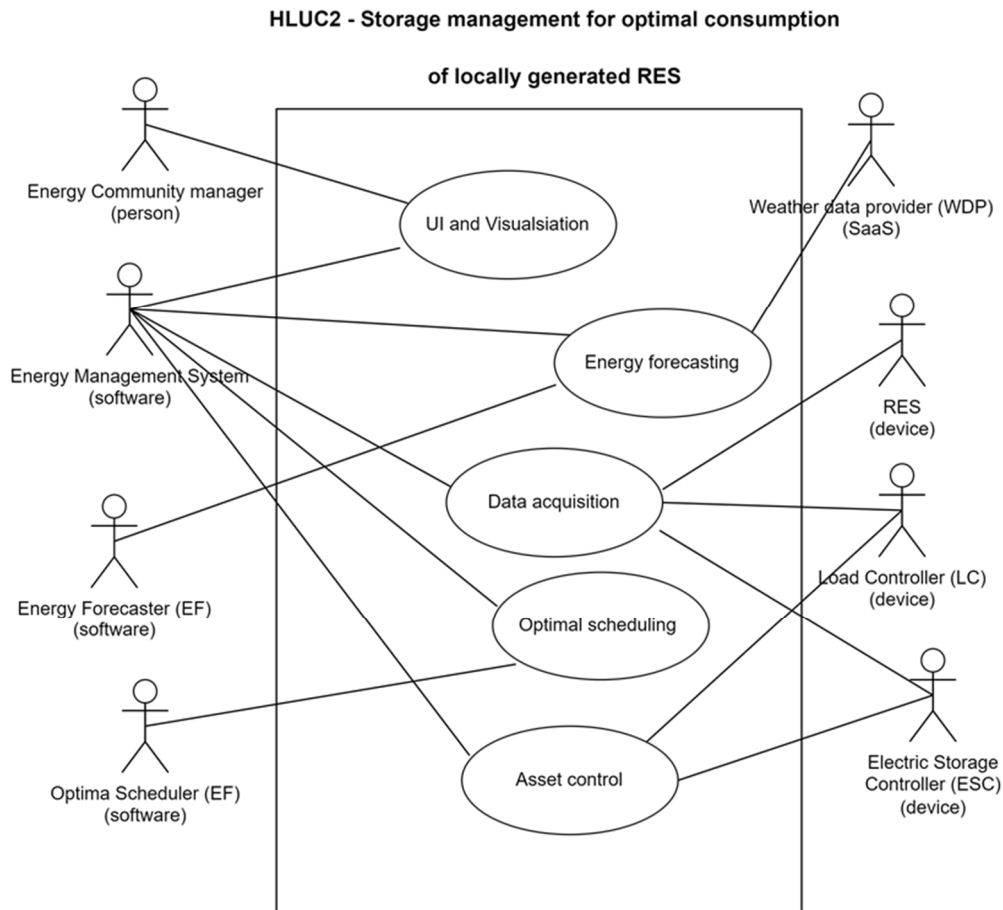 HLUC2 - Storage management for optimal consumption
of locally generated RES
Energy Community manager
(person)
UI and Visualsiation
Weather data provider (WDP)
(SaaS)
Energy Management System
(software)
Energy forecasting
RES
(device)
Data acquisition
Energy Forecaster (EF)
(software)
Load Controller (LC)
(device)
Optimal scheduling
Optima Scheduler (EF)
(software)
Asset control
Electric Storage
Controller (ESC)
(device)